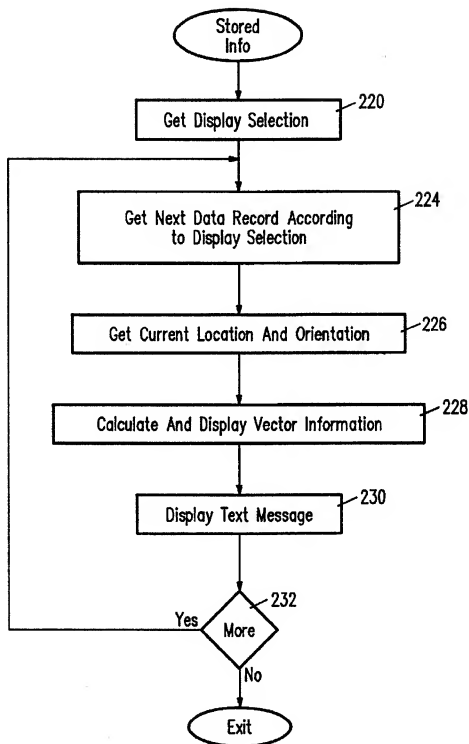 Stored
Info
220
Get Display Selection
224
Get Next Data Record According
to Display Selection
226
Get Current Location And Orientation
228
Calculate And Display Vector Information
230
Display Text Message
232
Yes
More
No
Exit